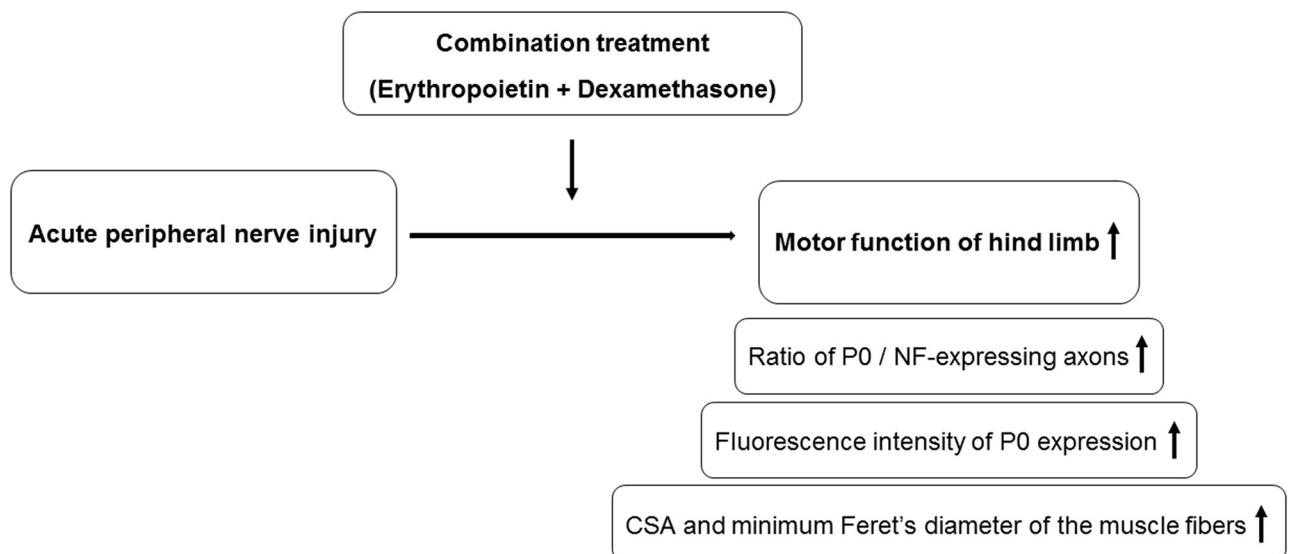 Combination treatment
(Erythropoietin + Dexamethasone)
Acute peripheral nerve injury
Motor function of hind limb
Ratio of P0 / NF-expressing axons
Fluorescence intensity of P0 expression
CSA and minimum Feret's diameter of the muscle fibers